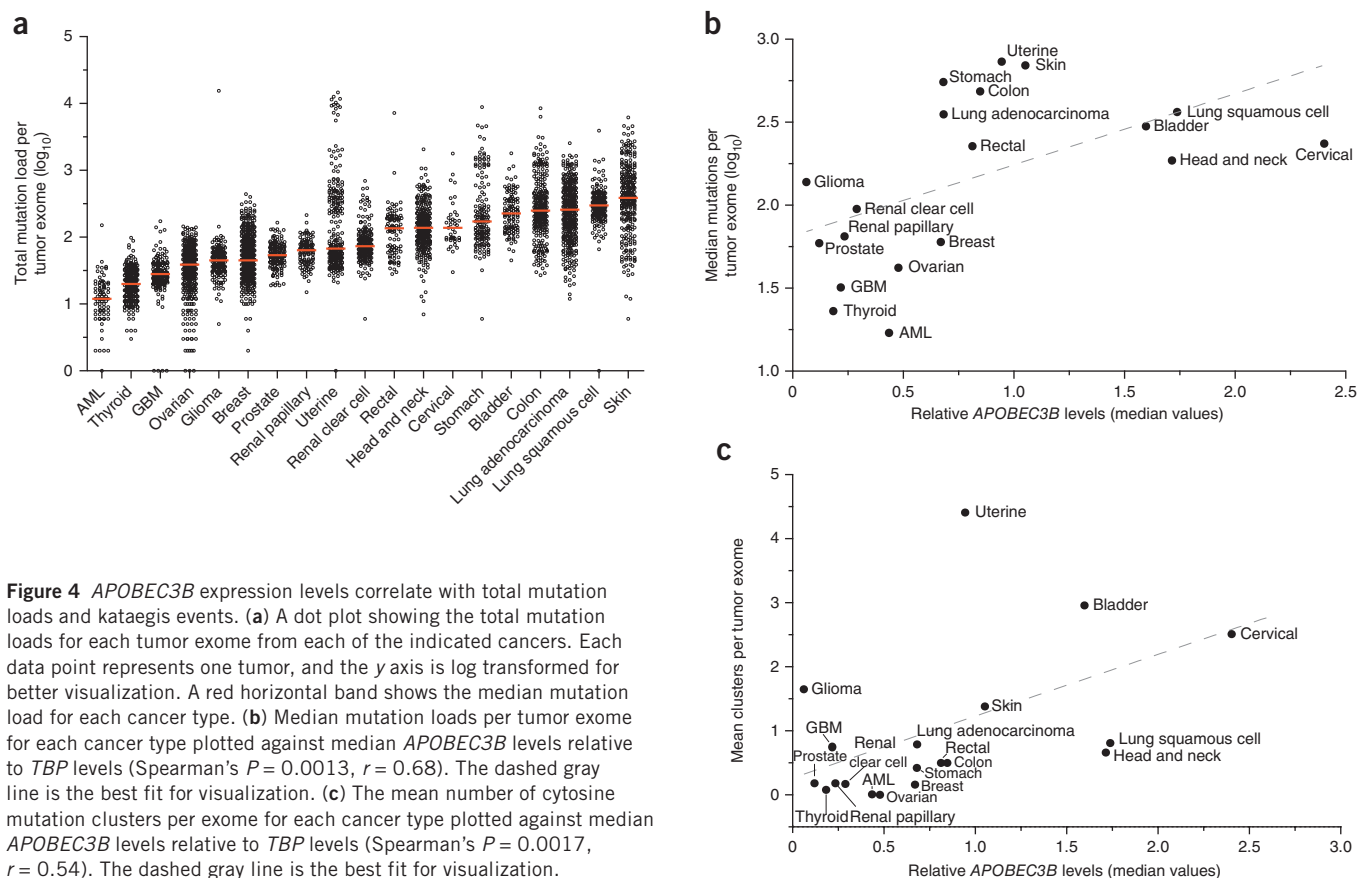 a
5
4
3
2
1
0
Total mutation load per
tumor exome (log10)
AML
Thyroid
GBM
Ovarian
Glioma
Breast
Prostate
Renal papillary
Uterine
Renal clear cell
Rectal
Head and neck
Cervical
Stomach
Bladder
Colon
Lung adenocarcinoma
Lung squamous cell
Skin
b
3.0
2.5
2.0
1.5
1.0
Median mutations per
tumor exome (log10)
Uterine
Skin
Stomach
Colon
Lung adenocarcinoma
Lung squamous cell
Bladder
Rectal
Head and neck
Cervical
Glioma
Renal clear cell
Renal papillary
Prostate
Breast
Ovarian
GBM
Thyroid
AML
0 0.5 1.0 1.5 2.0 2.5
Relative APOBEC3B levels (median values)
c
5
4
3
2
1
0
Mean clusters per tumor exome
Uterine
Bladder
Cervical
Glioma
Skin
GBM
Lung adenocarcinoma
Prostate
Renal
clear cell
Rectal
Colon
Lung squamous cell
Head and neck
Stomach
AML
Breast
Ovarian
Thyroid
Renal papillary
0 0.5 1.0 1.5 2.0 2.5 3.0
Relative APOBEC3B levels (median values)
Figure 4 APOBEC3B expression levels correlate with total mutation
loads and kataegis events. (a) A dot plot showing the total mutation
loads for each tumor exome from each of the indicated cancers. Each
data point represents one tumor, and the y axis is log transformed for
better visualization. A red horizontal band shows the median mutation
load for each cancer type. (b) Median mutation loads per tumor exome
for each cancer type plotted against median APOBEC3B levels relative
to TBP levels (Spearman's P = 0.0013, r = 0.68). The dashed gray
line is the best fit for visualization. (c) The mean number of cytosine
mutation clusters per exome for each cancer type plotted against median
APOBEC3B levels relative to TBP levels (Spearman's P = 0.0017,
r = 0.54). The dashed gray line is the best fit for visualization.